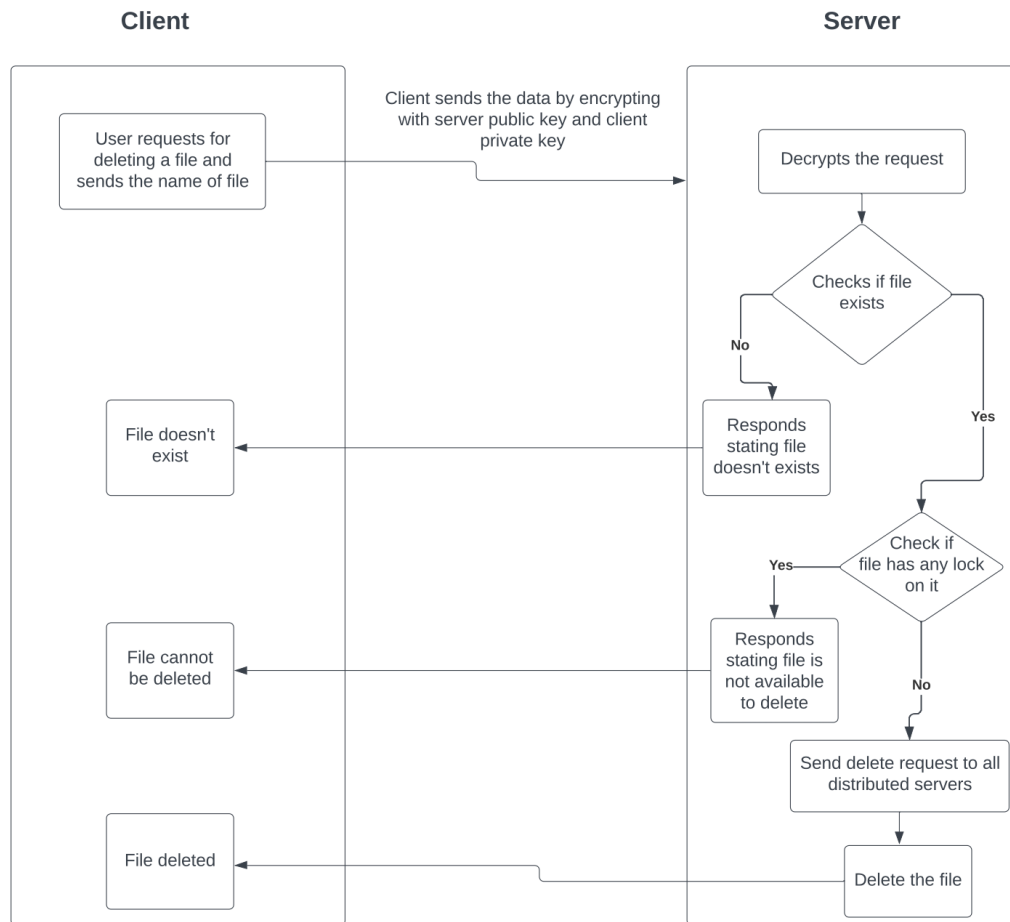 Client
Server
Client sends the data by encrypting
with server public key and client
private key
User requests for
deleting a file and
sends the name of file
Decrypts the request
Checks if file
exists
No
Yes
File doesn't
exist
Responds
stating file
doesn't exists
Check if
file has any lock
on it
Yes
File cannot
be deleted
Responds
stating file is
not available
to delete
No
Send delete request to all
distributed servers
File deleted
Delete the file